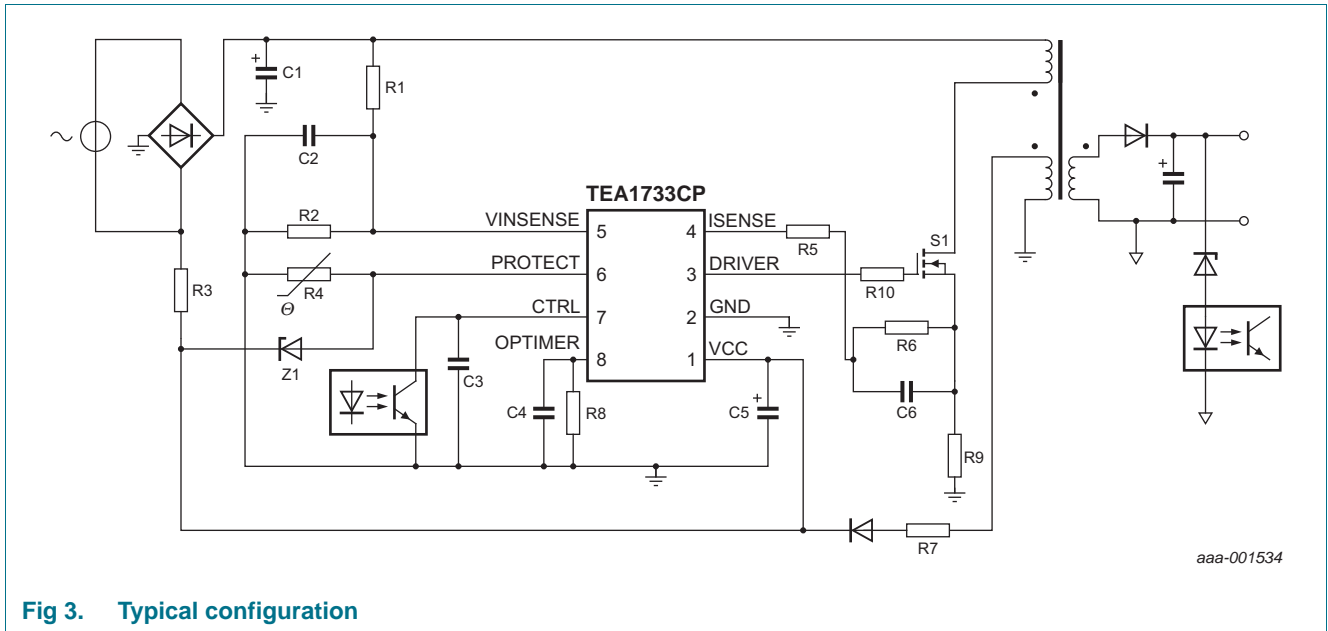 C1
R1
C2
TEA1733CP
R2
VINSENSE
5
4
ISENSE
R5
S1
R3
R4
Θ
PROTECT
6
3
DRIVER
R10
CTRL
7
2
GND
R6
Z1
OPTIMER
8
1
VCC
C3
C4
R8
C5
C6
R9
R7
aaa-001534
Fig 3. Typical configuration